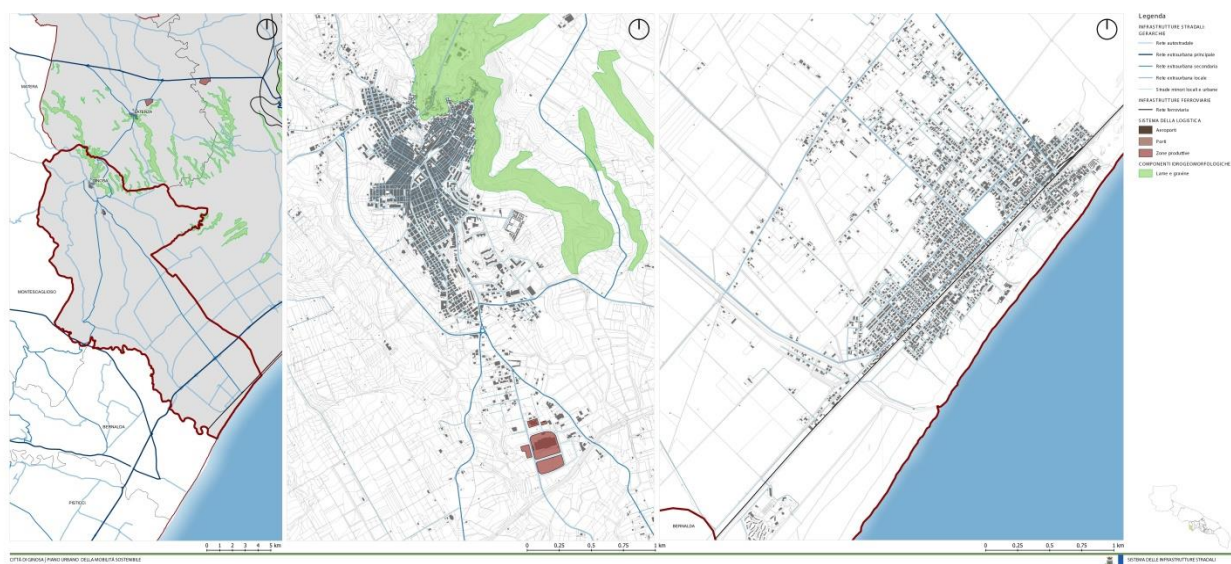 Legenda
INFRASTRUTTURE STRADALI:
GERARCHIE
Rete autostradale
Rete extraurbana principale
Rete extraurbana secondaria
Rete extraurbana locale
Strade minori locali e urbane
INFRASTRUTTURE FERROVIARIE
Rete ferroviaria
SISTEMA DELLA LOGISTICA
Aeroporti
Porti
Zone produttive
COMPONENTI IDROGEOMORFOLOGICHE
Lame e gravine
MATERA
LATERZA
GINOSA
MONTESCAGLIOSO
BERNALDA
PISTICCI
0 1 2 3 4 5 km
0 0.25 0.5 0.75 1 km
BERNALDA
0 0.25 0.5 0.75 1 km
CITTÀ DI GINOSA | PIANO URBANO DELLA MOBILITÀ SOSTENIBILE
SISTEMA DELLE INFRASTRUTTURE STRADALI